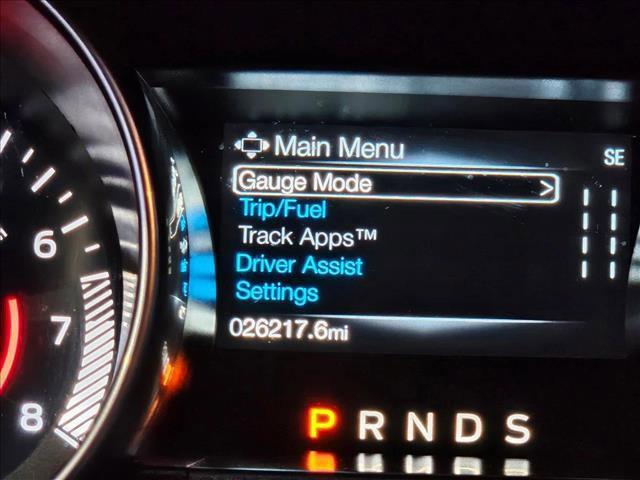 Main Menu
SE
Gauge Mode >
Trip/Fuel
Track Apps™
Driver Assist
Settings
026217.6mi
6
7
8
P R N D S